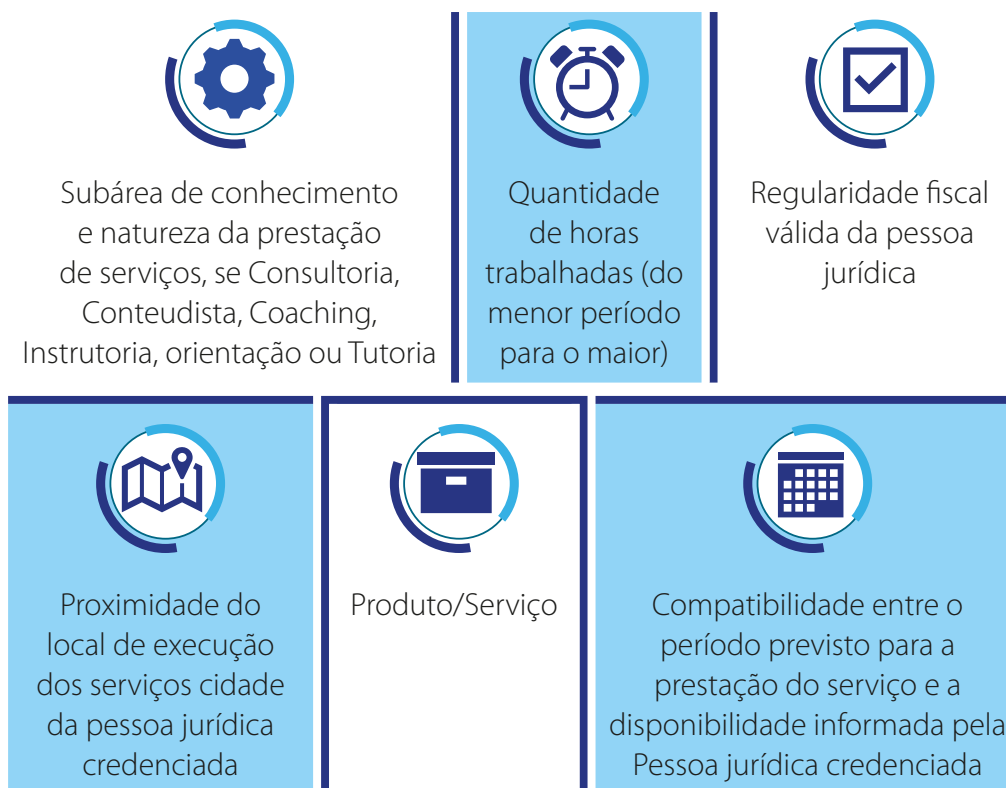 Subárea de conhecimento
e natureza da prestação
de serviços, se Consultoria,
Conteudista, Coaching,
Instrutoria, orientação ou Tutoria
Quantidade
de horas
trabalhadas (do
menor período
para o maior)
Regularidade fiscal
válida da pessoa
jurídica
Proximidade do
local de execução
dos serviços cidade
da pessoa jurídica
credenciada
Produto/Serviço
Compatibilidade entre o
período previsto para a
prestação do serviço e a
disponibilidade informada pela
Pessoa jurídica credenciada